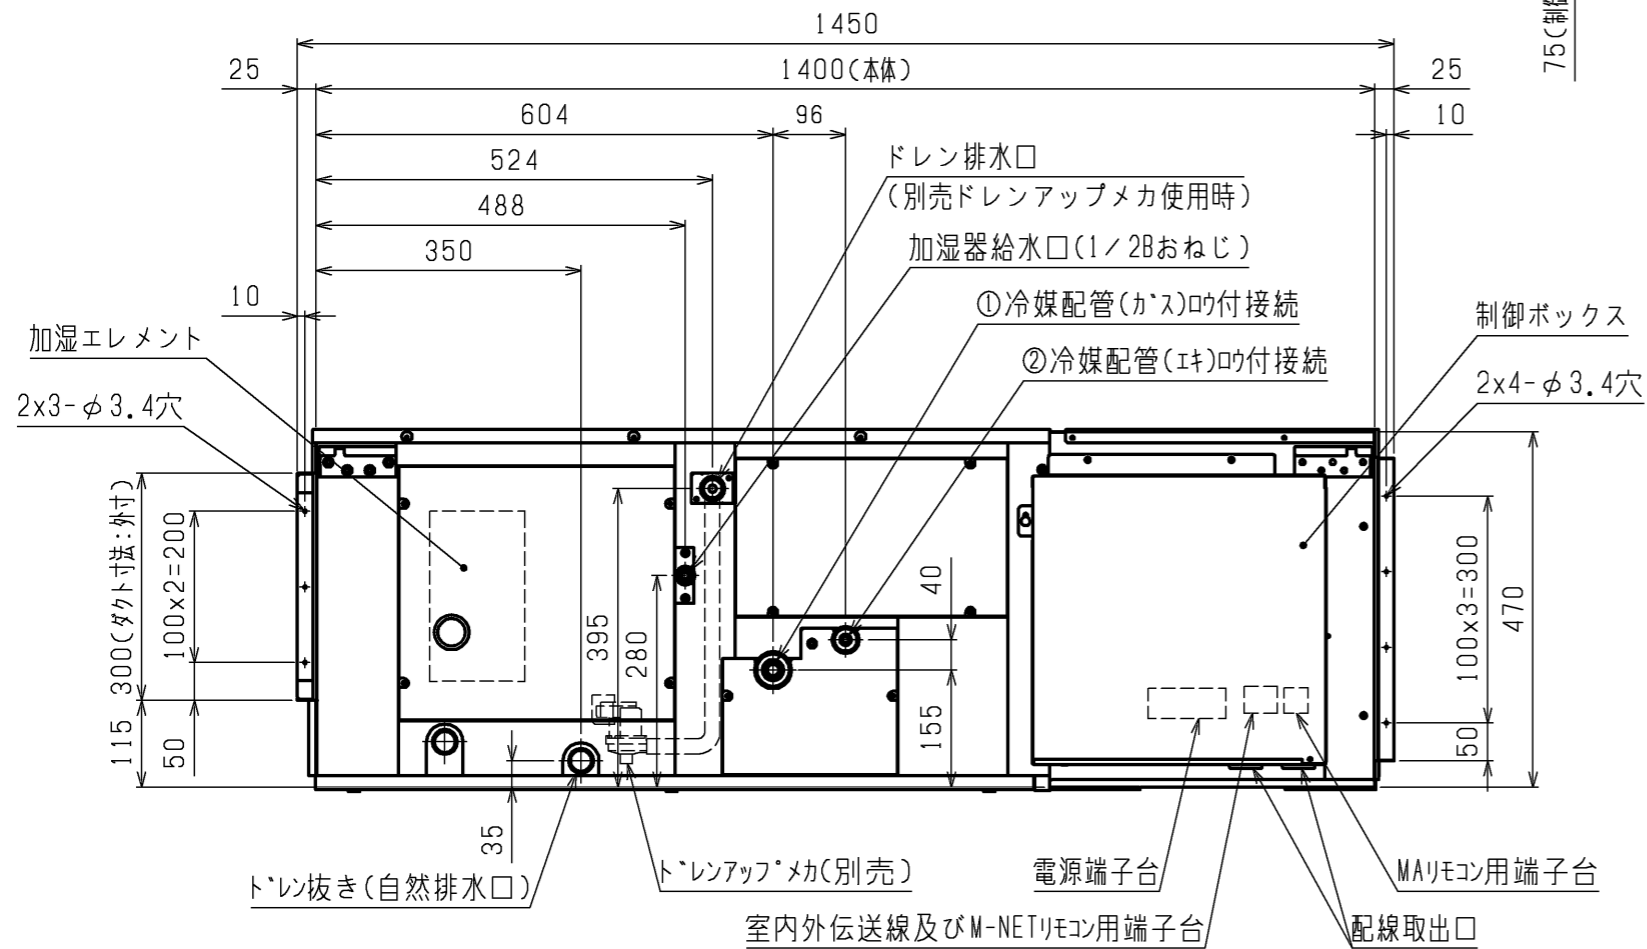 1450
75(制御
25
1400(本体)
25
604
96
10
524
ドレン排水口
(別売ドレンアップメカ使用時)
488
加湿器給水口(1/2Bおねじ)
350
①冷媒配管(ガス)ロウ付接続
10
制御ボックス
加湿エレメント
②冷媒配管(エキ)ロウ付接続
2x3-φ3.4穴
2x4-φ3.4穴
300(ダクト寸法:外寸)
100x2=200
395
280
40
100x3=300
470
115
50
155
50
35
ドレン抜き(自然排水口)
ドレンアップメカ(別売)
電源端子台
MAリモコン用端子台
室内外伝送線及びM-NETリモコン用端子台
配線取出口